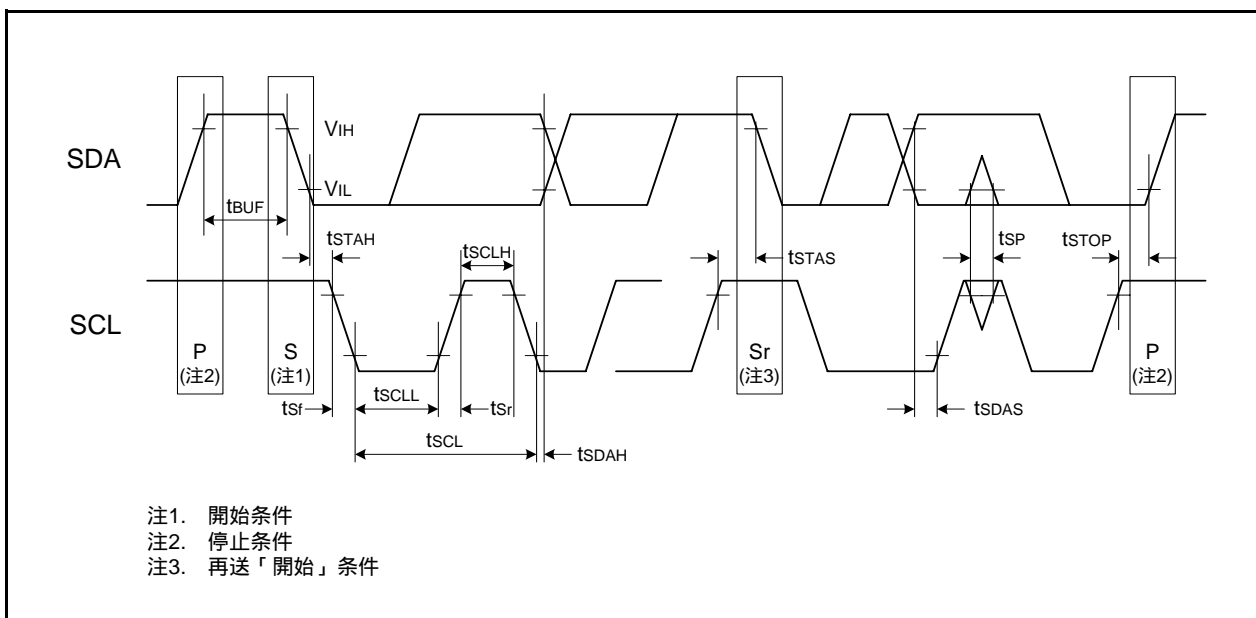 SDA
VIH
VIL
tBUF
tSTAH
tSCLH
tSTAS
tSP
tSTOP
SCL
P
(注2)
S
(注1)
Sr
(注3)
P
(注2)
tSf
tSCLL
tSr
tSDAS
tSCL
tSDAH
注1. 開始条件
注2. 停止条件
注3. 再送「開始」条件